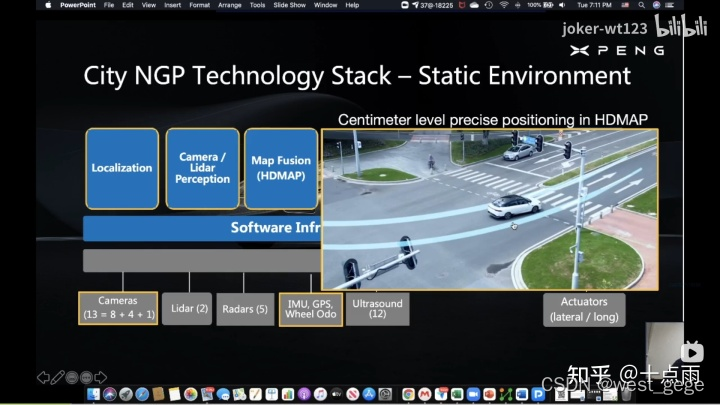 PowerPoint File Edit View Insert Format Arrange Tools Slide Show Window Help
37@-18225 100% Tue 7:11 PM
joker-wt123 bilibili
XPENG
City NGP Technology Stack – Static Environment
Centimeter level precise positioning in HDMAP
Localization
Camera /
Lidar
Perception
Map Fusion
(HDMAP)
Software Infr
Cameras
(13 = 8 + 4 + 1)
Lidar (2)
Radars (5)
IMU, GPS,
Wheel Odo
Ultrasound
(12)
Actuators
(lateral / long)
知乎 @十点雨
CSDN @west_gege